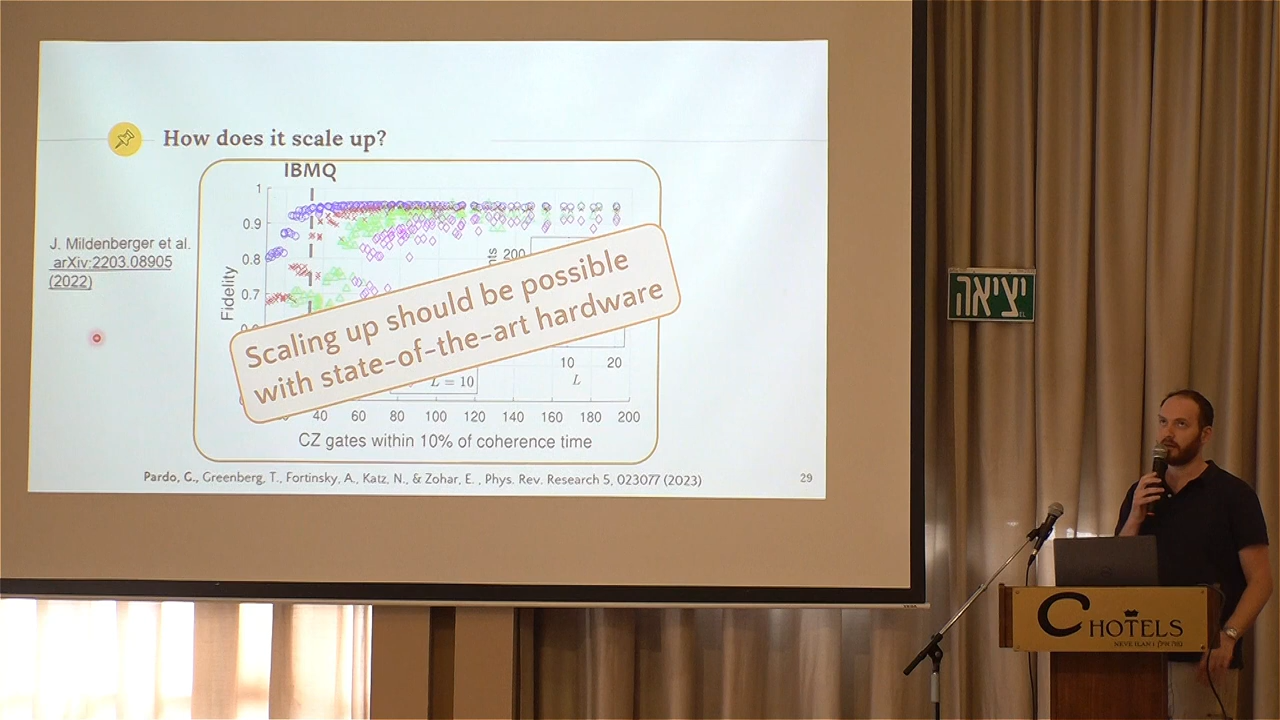 How does it scale up?
IBMQ
1
0.9
0.8
0.7
Fidelity
J. Mildenberger et al.
arXiv:2203.08905
(2022)
200
Scaling up should be possible
with state-of-the-art hardware
10 20
L
L = 10
40 60 80 100 120 140 160 180 200
CZ gates within 10% of coherence time
Pardo, G., Greenberg, T., Fortinsky, A., Katz, N., & Zohar, E. , Phys. Rev. Research 5, 023077 (2023)
29
יציאה
C HOTELS
NEVE ILAN